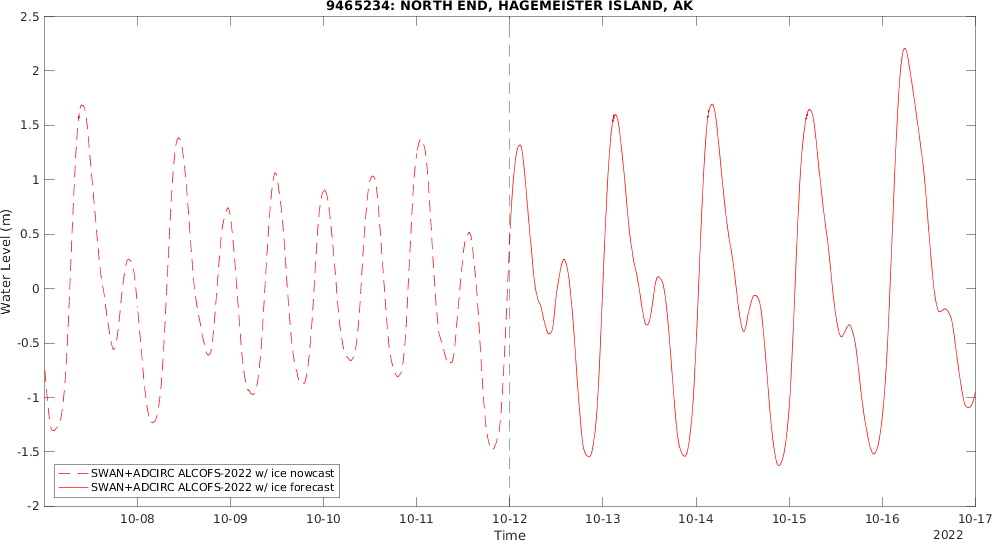 9465234: NORTH END, HAGEMEISTER ISLAND, AK
2.5
2
1.5
1
0.5
0
-0.5
-1
-1.5
-2
Water Level (m)
SWAN+ADCIRC ALCOFS-2022 w/ ice nowcast
SWAN+ADCIRC ALCOFS-2022 w/ ice forecast
10-08 10-09 10-10 10-11 10-12 10-13 10-14 10-15 10-16 10-17
Time
2022